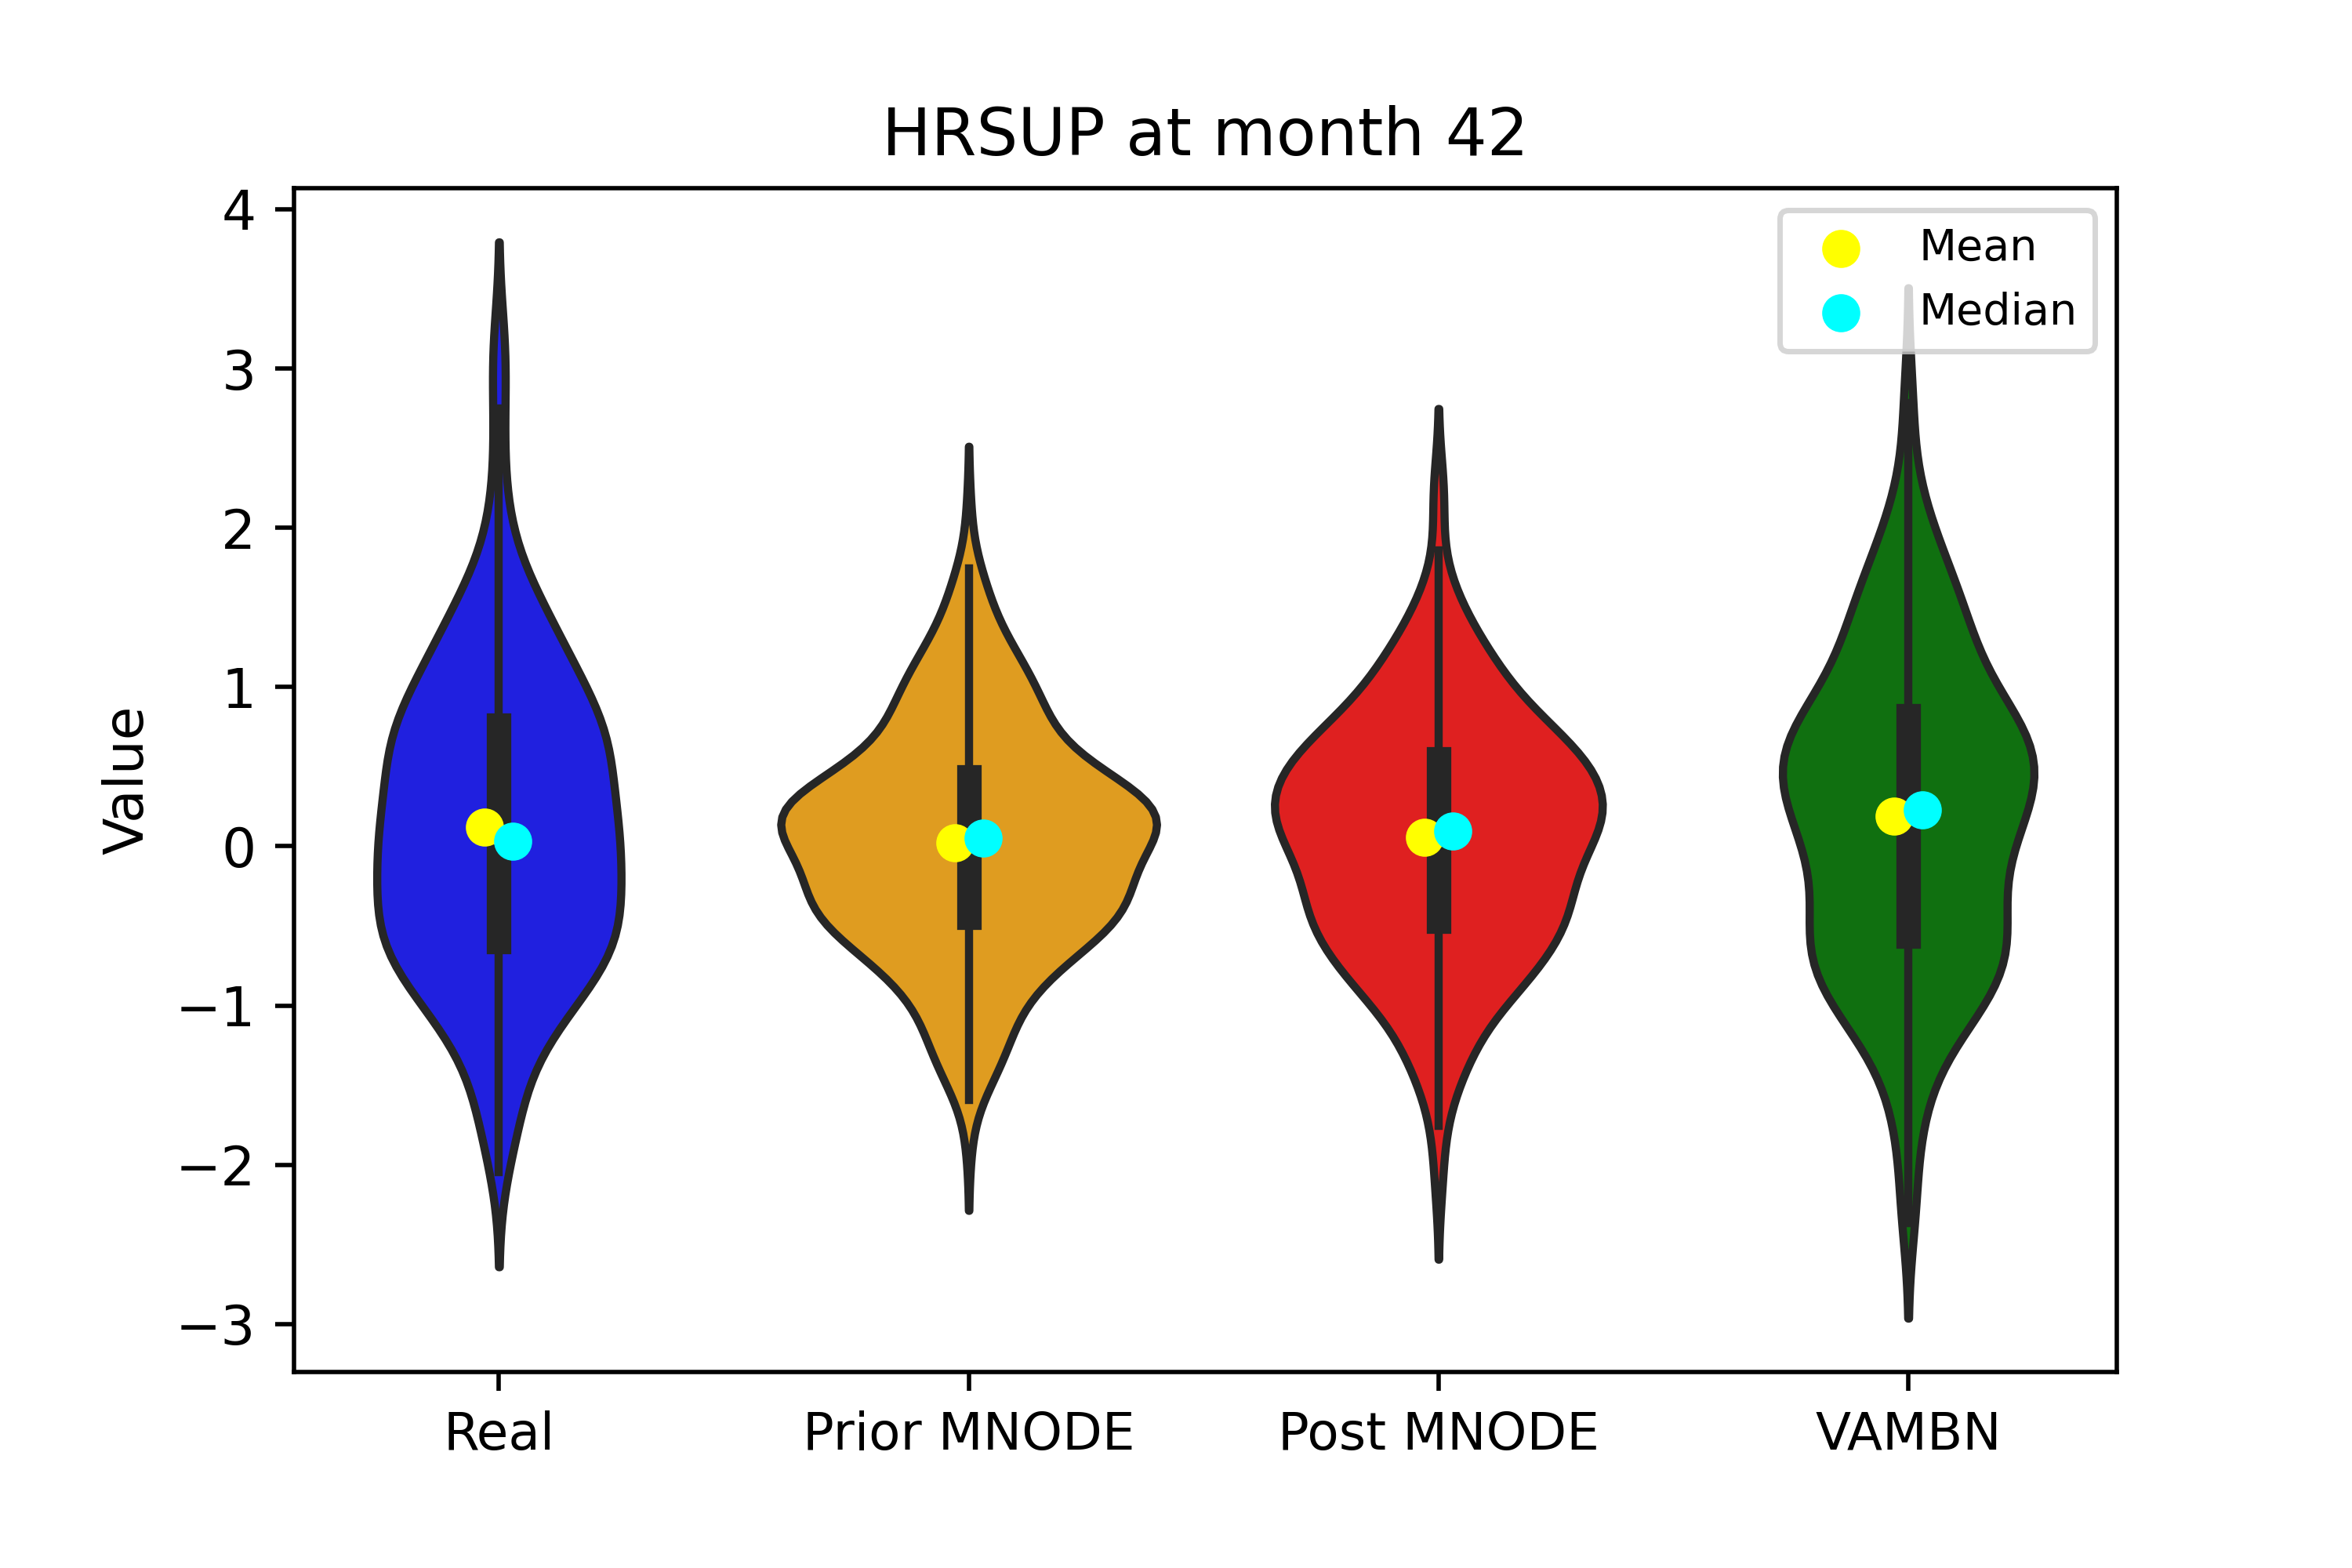 HRSUP at month 42
4
3
2
1
0
−1
−2
−3
Value
Mean
Median
Real
Prior MNODE
Post MNODE
VAMBN